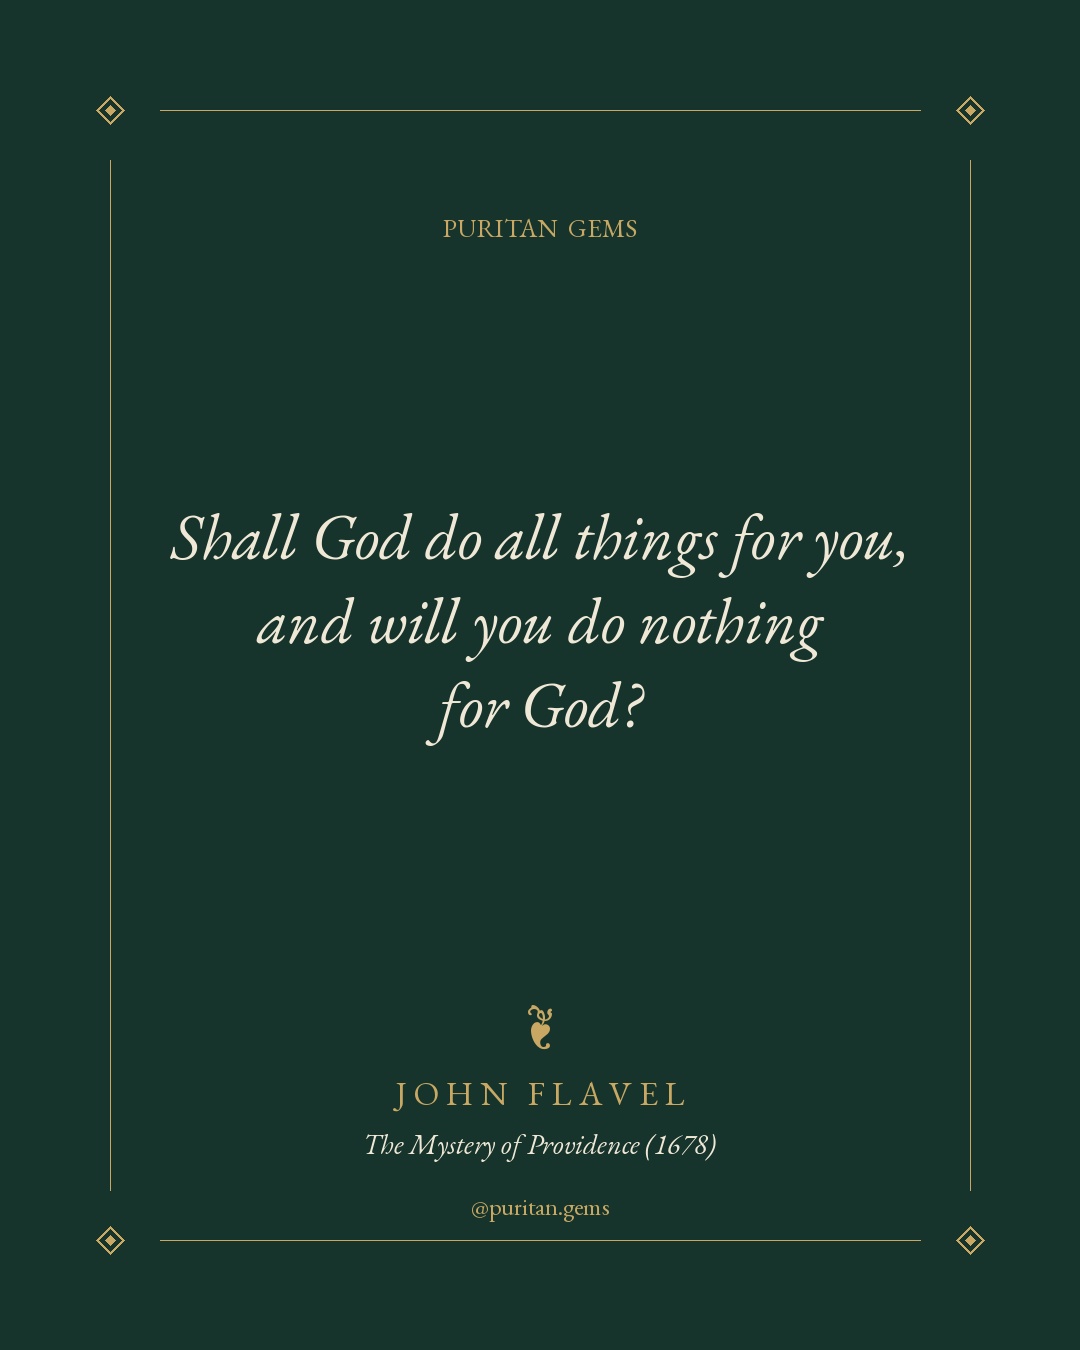 PURITAN GEMS
Shall God do all things for you,
and will you do nothing
for God?
JOHN FLAVEL
The Mystery of Providence (1678)
@puritan.gems